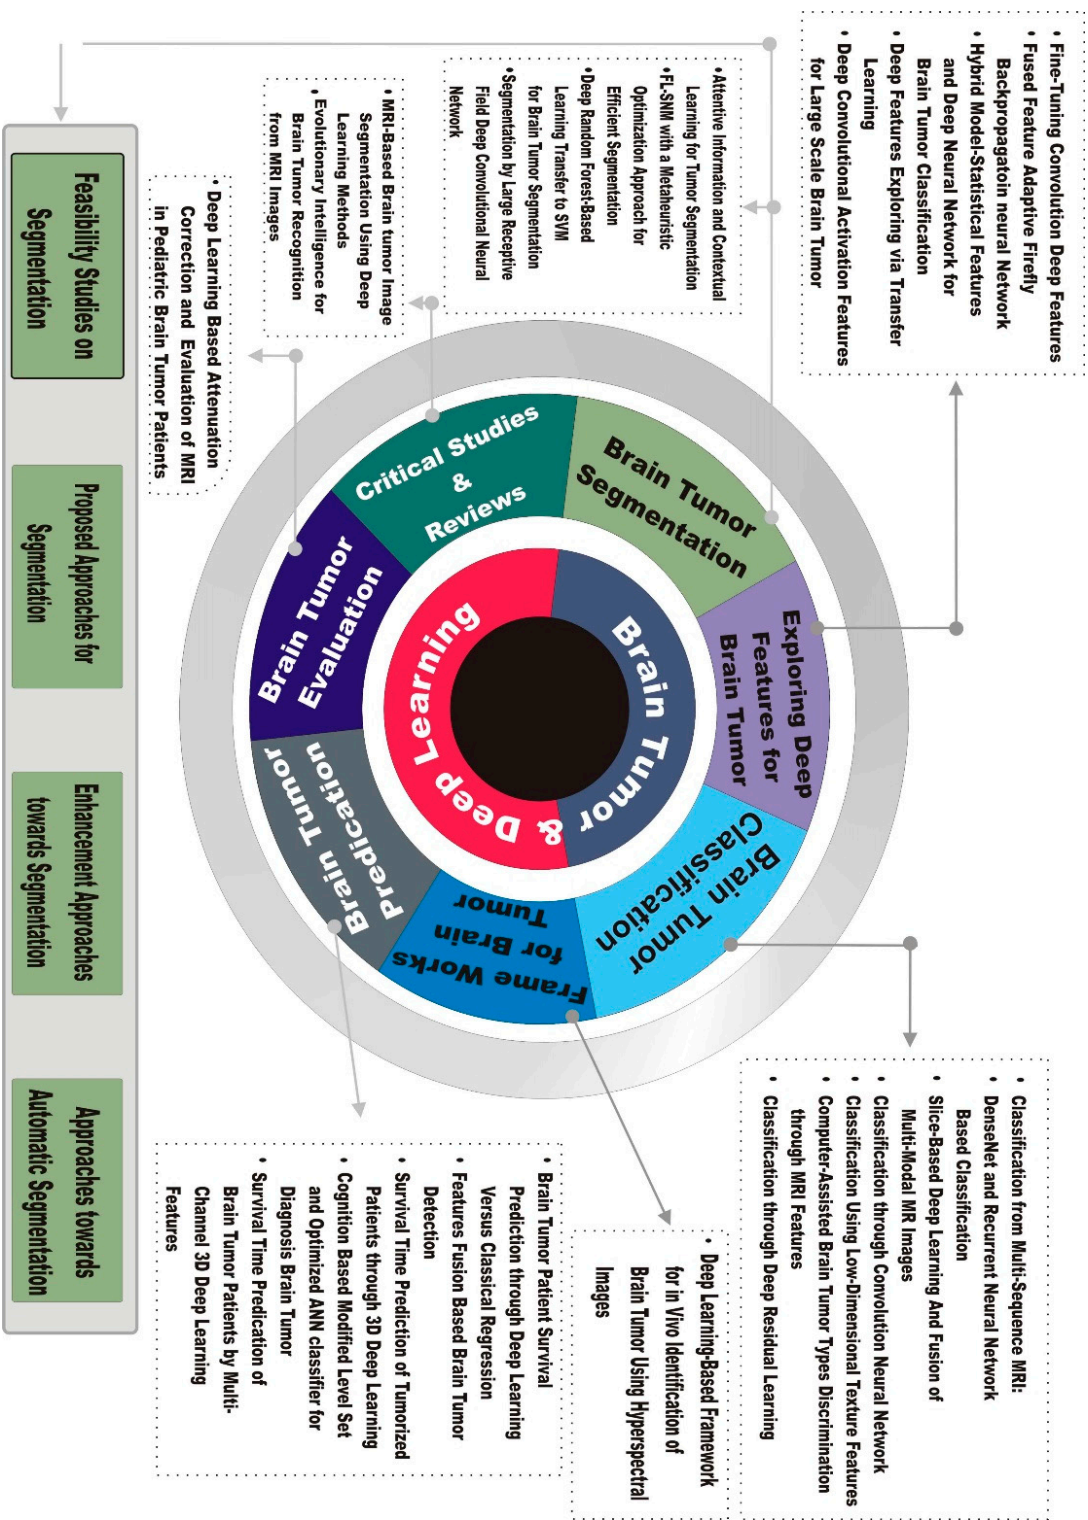 • Fine-Tuning Convolution Deep Features
• Fused Feature Adaptive Firefly
Backpropagatoin neural Network
• Hybrid Model-Statistical Features
and Deep Neural Network for
Brain Tumor Classification
• Deep Features Exploring via Transfer
Learning
• Deep Convolutional Activation Features
for Large Scale Brain Tumor
• Classification from Multi-Sequence MRI:
• DenseNet and Recurrent Neural Network
Based Classification
• Slice-Based Deep Learning And Fusion of
Multi-Modal MR Images
• Classification through Convolution Neural Network
• Classification Using Low-Dimensional Texture Features
• Computer-Assisted Brain Tumor Types Discrimination
through MRI Features
• Classification through Deep Residual Learning
• Attentive Information and Contextual
Learning for Tumor Segmentation
• FL-SNM with a Metaheuristic
Optimization Approach for
Efficient Segmentation
• Deep Random Forest-Based
Learning Transfer to SVM
for Brain Tumor Segmentation
• Segmentation by Large Receptive
Field Deep Convolutional Neural
Network
• MRI-Based Brain tumor Image
Segmentation Using Deep
Learning Methods
• Evolutionary Intelligence for
Brain Tumor Recognition
from MRI Images
• Deep Learning Based Attenuation
Correction and Evaluation of MRI
in Pediatric Brain Tumor Patients
Exploring Deep
Features for
Brain Tumor
Brain Tumor
Segmentation
Brain Tumor
Classification
Critical Studies
&
Reviews
Frame Works
for Brain
Tumor
Brain Tumor
Evaluation
Brain Tumor
Predication
Brain Tumor
& Deep Learning
• Deep Learning-Based Framework
for in Vivo Identification of
Brain Tumor Using Hyperspectral
Images
• Brain Tumor Patient Survival
Prediction through Deep Learning
Versus Classical Regression
• Features Fusion Based Brain Tumor
Detection
• Survival Time Prediction of Tumorized
Patients through 3D Deep Learning
• Cognition Based Modified Level Set
and Optimized ANN classifier for
Diagnosis Brain Tumor
• Survival Time Predication of
Brain Tumor Patients by Multi-
Channel 3D Deep Learning
Features
Feasibility Studies on
Segmentation
Proposed Approaches for
Segmentation
Enhancement Approaches
towards Segmentation
Approaches towards
Automatic Segmentation